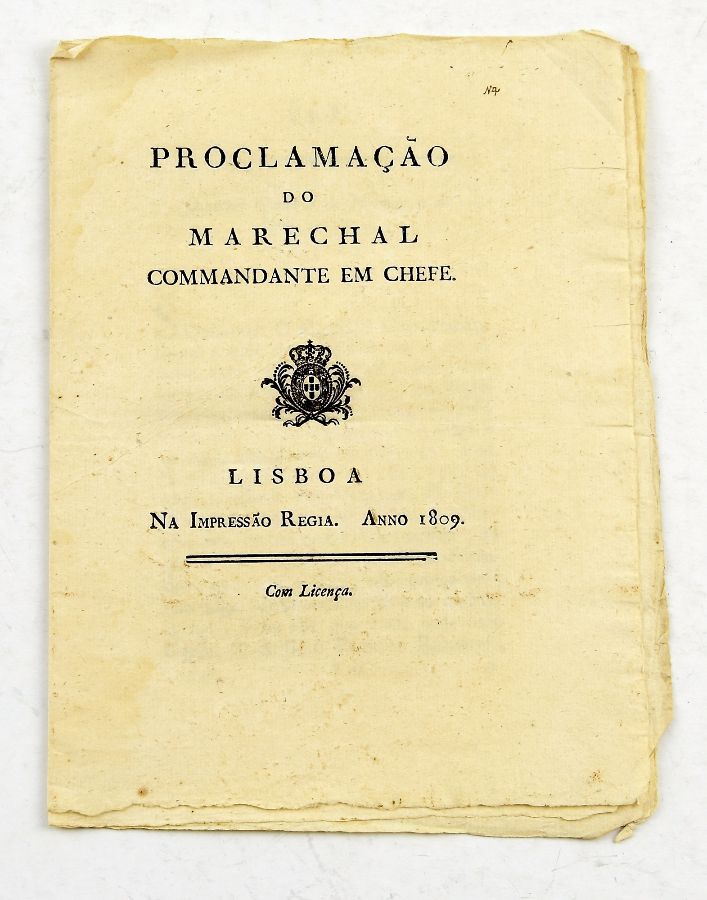 PROCLAMAÇÃO
DO
MARECHAL
COMMANDANTE EM CHEFE.
LISBOA
NA IMPRESSÃO REGIA. ANNO 1809.
Com Licença.